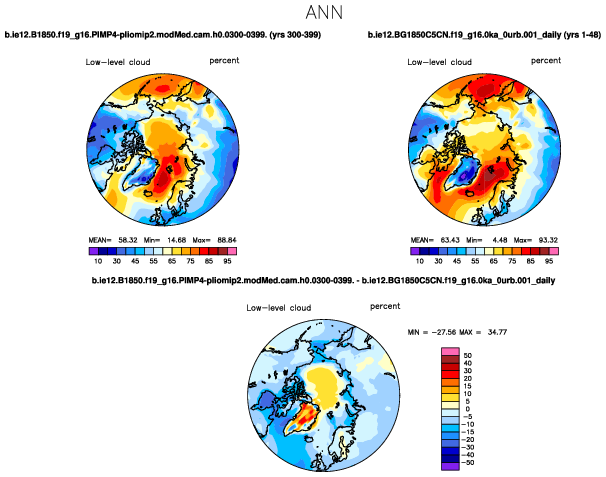 ANN
b.ie12.B1850.f19_g16.PIMP4-pliomip2.modMed.cam.h0.0300-0399. (yrs 300-399)
b.ie12.BG1850C5CN.f19_g16.0ka_0urb.001_daily (yrs 1-48)
Low-level cloud percent
Low-level cloud percent
MEAN= 58.32 Min= 14.68 Max= 88.84
MEAN= 63.43 Min= 4.48 Max= 93.32
10 30 45 55 65 75 85 95
10 30 45 55 65 75 85 95
b.ie12.B1850.f19_g16.PIMP4-pliomip2.modMed.cam.h0.0300-0399. - b.ie12.BG1850C5CN.f19_g16.0ka_0urb.001_daily
Low-level cloud percent
MIN = -27.56 MAX = 34.77
50
40
30
20
15
10
5
0
-5
-10
-15
-20
-30
-40
-50